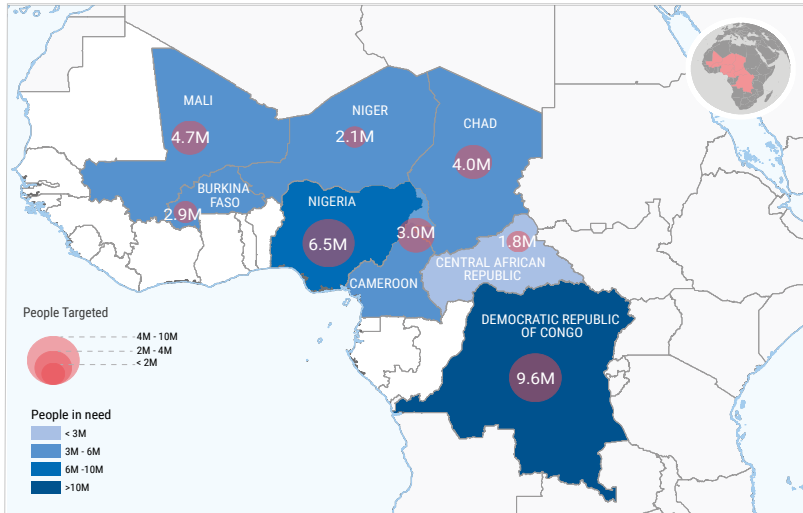 MALI
4.7M
NIGER
2.1M
CHAD
4.0M
BURKINA
FASO
2.9M
NIGERIA
6.5M
3.0M
CAMEROON
1.8M
CENTRAL AFRICAN
REPUBLIC
DEMOCRATIC REPUBLIC
OF CONGO
9.6M
People Targeted
4M - 10M
2M - 4M
< 2M
People in need
< 3M
3M - 6M
6M -10M
>10M